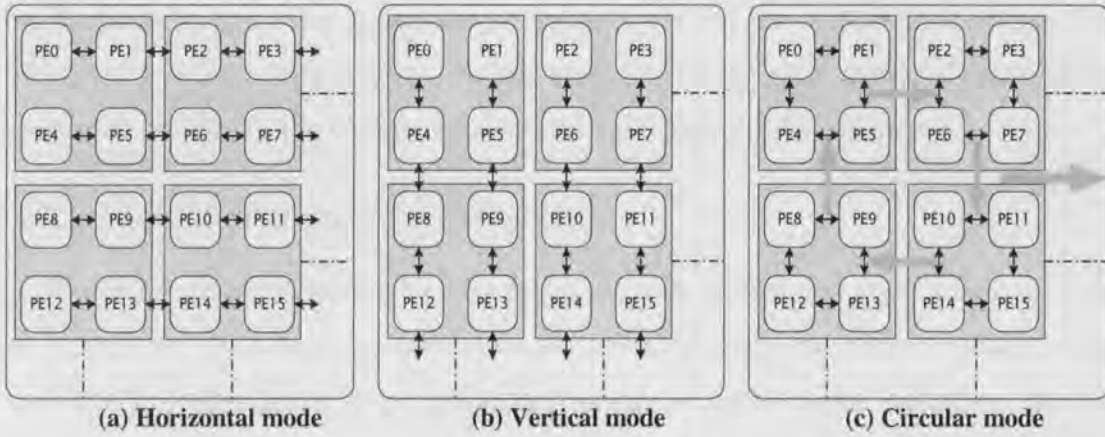 PE0 PE1 PE2 PE3 PE0 PE1 PE2 PE3 PE0 PE1 PE2 PE3
PE4 PE5 PE6 PE7 PE4 PE5 PE6 PE7 PE4 PE5 PE6 PE7
PE8 PE9 PE10 PE11 PE8 PE9 PE10 PE11 PE8 PE9 PE10 PE11
PE12 PE13 PE14 PE15 PE12 PE13 PE14 PE15 PE12 PE13 PE14 PE15
(a) Horizontal mode (b) Vertical mode (c) Circular mode